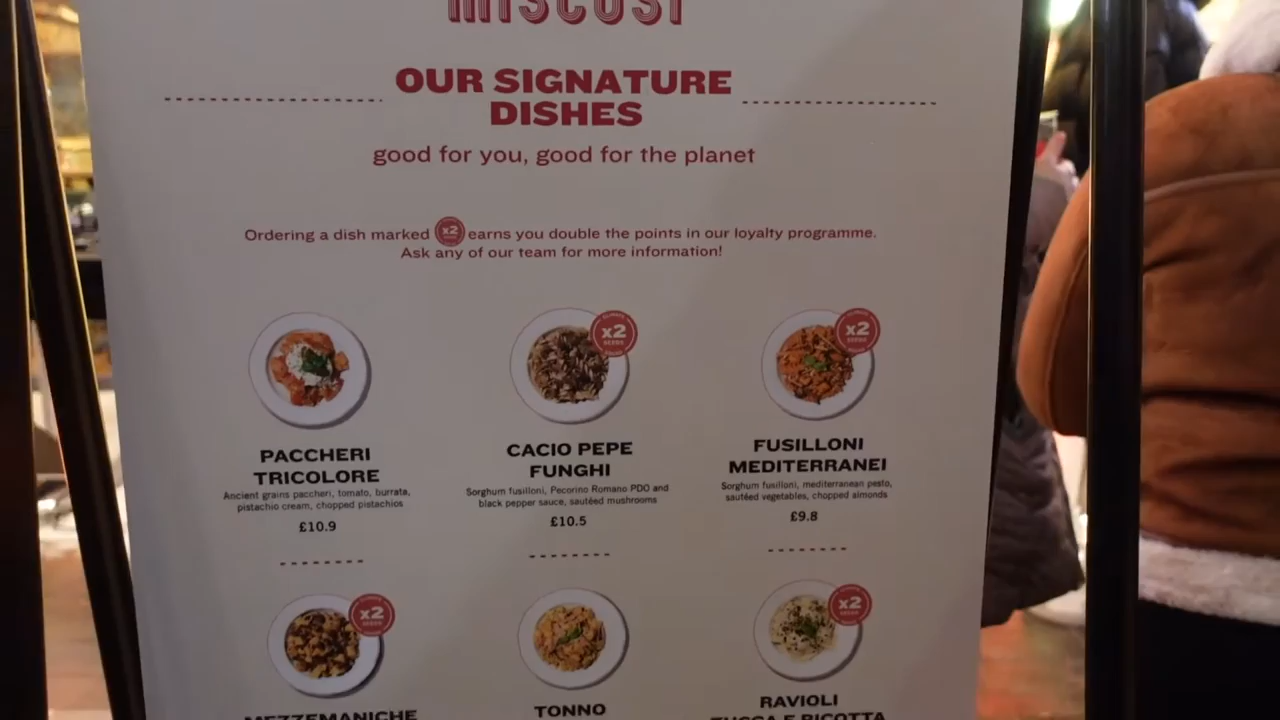 miscusi
OUR SIGNATURE
DISHES
good for you, good for the planet
Ordering a dish marked x2 earns you double the points in our loyalty programme.
Ask any of our team for more information!
x2
x2
PACCHERI
TRICOLORE
Ancient grains paccheri, tomato, burrata,
pistachio cream, chopped pistachios
£10.9
CACIO PEPE
FUNGHI
Sorghum fusilloni, Pecorino Romano PDO and
black pepper sauce, sautéed mushrooms
£10.5
FUSILLONI
MEDITERRANEI
Sorghum fusilloni, mediterranean pesto,
sautéed vegetables, chopped almonds
£9.8
x2
x2
MEZZEMANICHE
TONNO
RAVIOLI
ZUCCA E RICOTTA